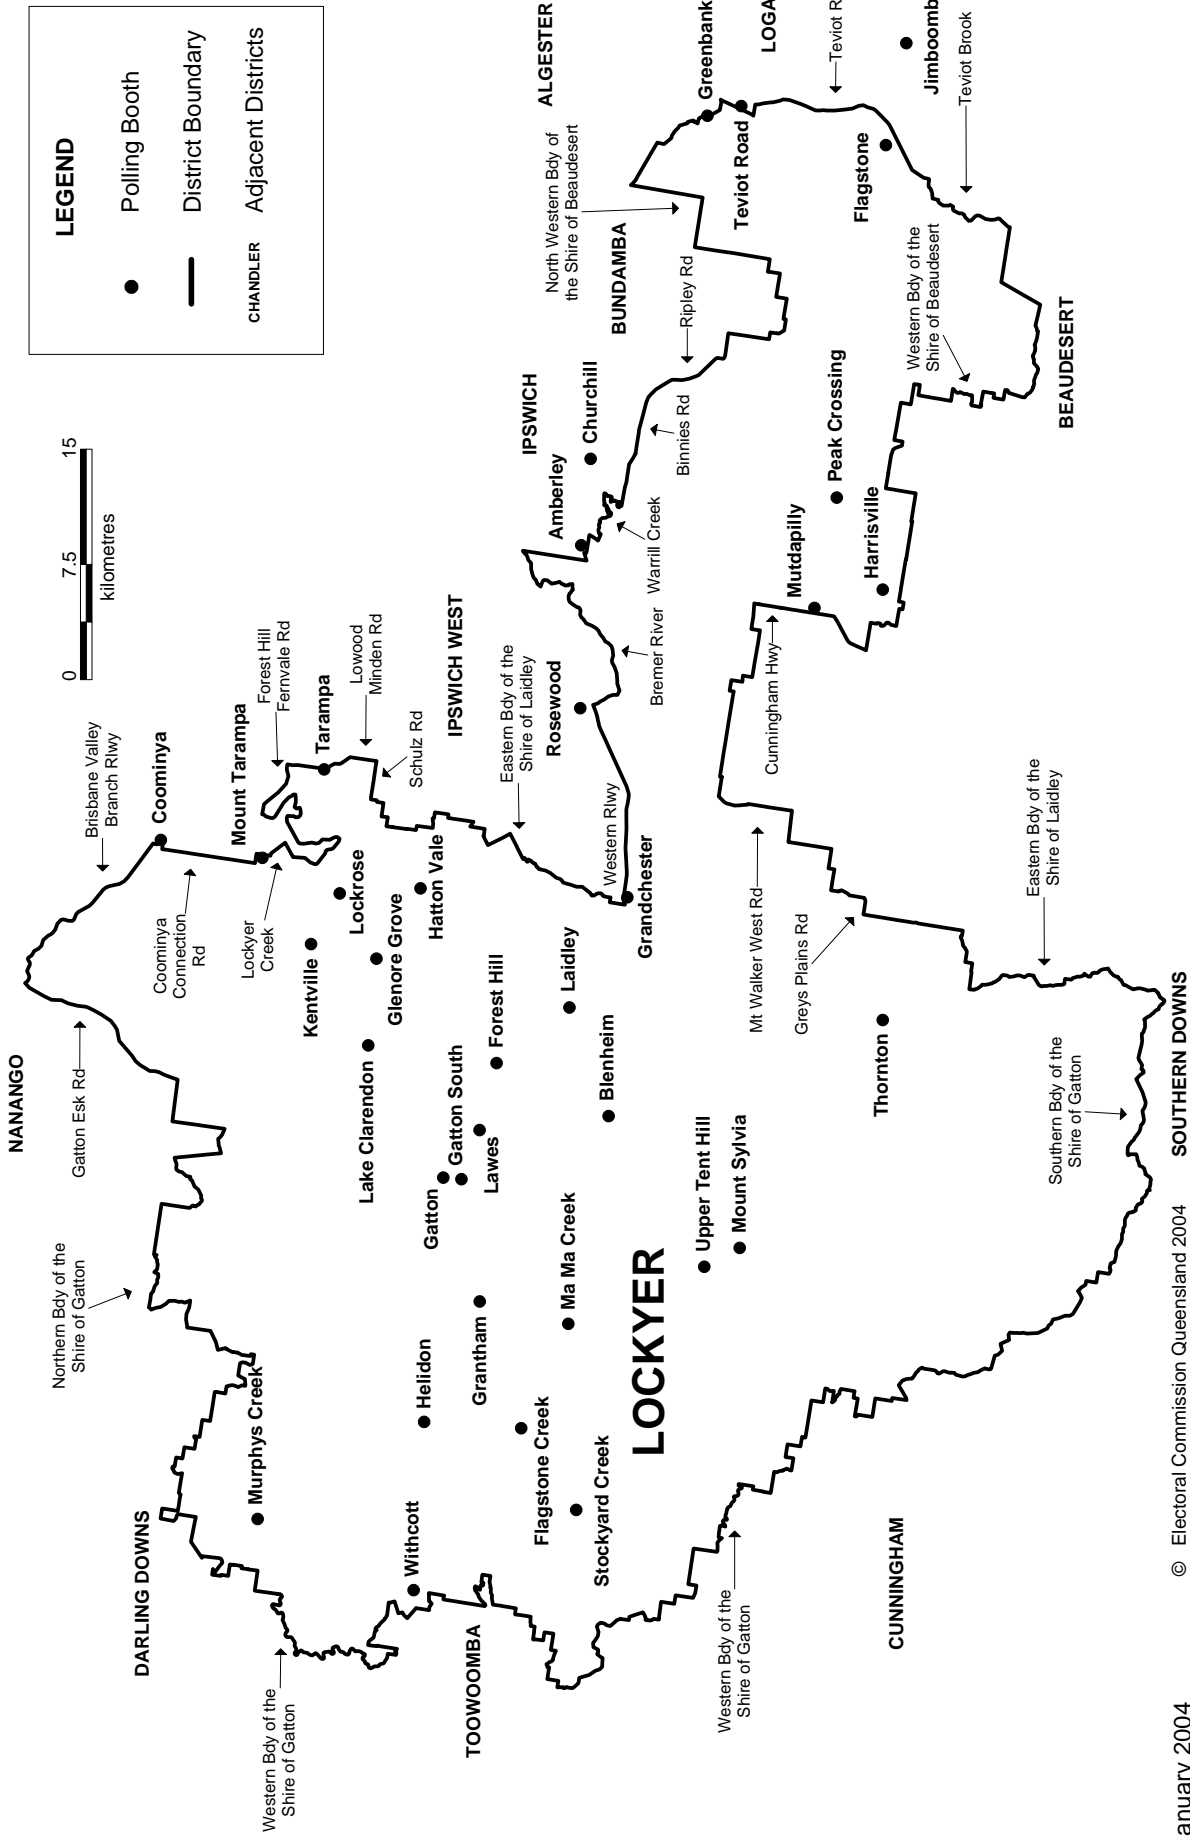 LEGEND
Polling Booth
District Boundary
CHANDLER
Adjacent Districts
0
7.5
15
kilometres
NANANGO
DARLING DOWNS
TOOWOOMBA
CUNNINGHAM
SOUTHERN DOWNS
BEAUDESERT
IPSWICH WEST
IPSWICH
BUNDAMBA
ALGESTER
LOGA
LOCKYER
Northern Bdy of the
Shire of Gatton
Gatton Esk Rd
Brisbane Valley
Branch Rlwy
Coominya
Coominya
Connection
Rd
Mount Tarampa
Lockyer
Creek
Forest Hill
Fernvale Rd
Tarampa
Lowood
Minden Rd
Schulz Rd
Eastern Bdy of the
Shire of Laidley
Rosewood
Western Rlwy
Grandchester
Bremer River
Warrill Creek
Amberley
Churchill
Binnies Rd
Ripley Rd
North Western Bdy of
the Shire of Beaudesert
Greenbank
Teviot Road
Teviot R
Flagstone
Jimboomb
Teviot Brook
Western Bdy of the
Shire of Beaudesert
Peak Crossing
Harrisville
Mutdapilly
Cunningham Hwy
Mt Walker West Rd
Greys Plains Rd
Eastern Bdy of the
Shire of Laidley
Thornton
Southern Bdy of the
Shire of Gatton
Western Bdy of the
Shire of Gatton
Western Bdy of the
Shire of Gatton
Murphys Creek
Withcott
Helidon
Grantham
Flagstone Creek
Stockyard Creek
Ma Ma Creek
Upper Tent Hill
Mount Sylvia
Gatton
Gatton South
Lawes
Forest Hill
Blenheim
Laidley
Lake Clarendon
Glenore Grove
Kentville
Lockrose
Hatton Vale
© Electoral Commission Queensland 2004
anuary 2004